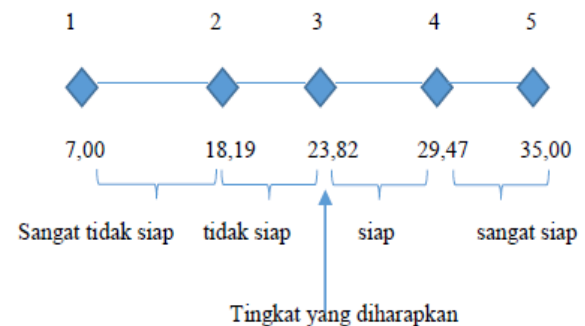 1 2 3 4 5
7,00 18,19 23,82 29,47 35,00
Sangat tidak siap tidak siap siap sangat siap
Tingkat yang diharapkan